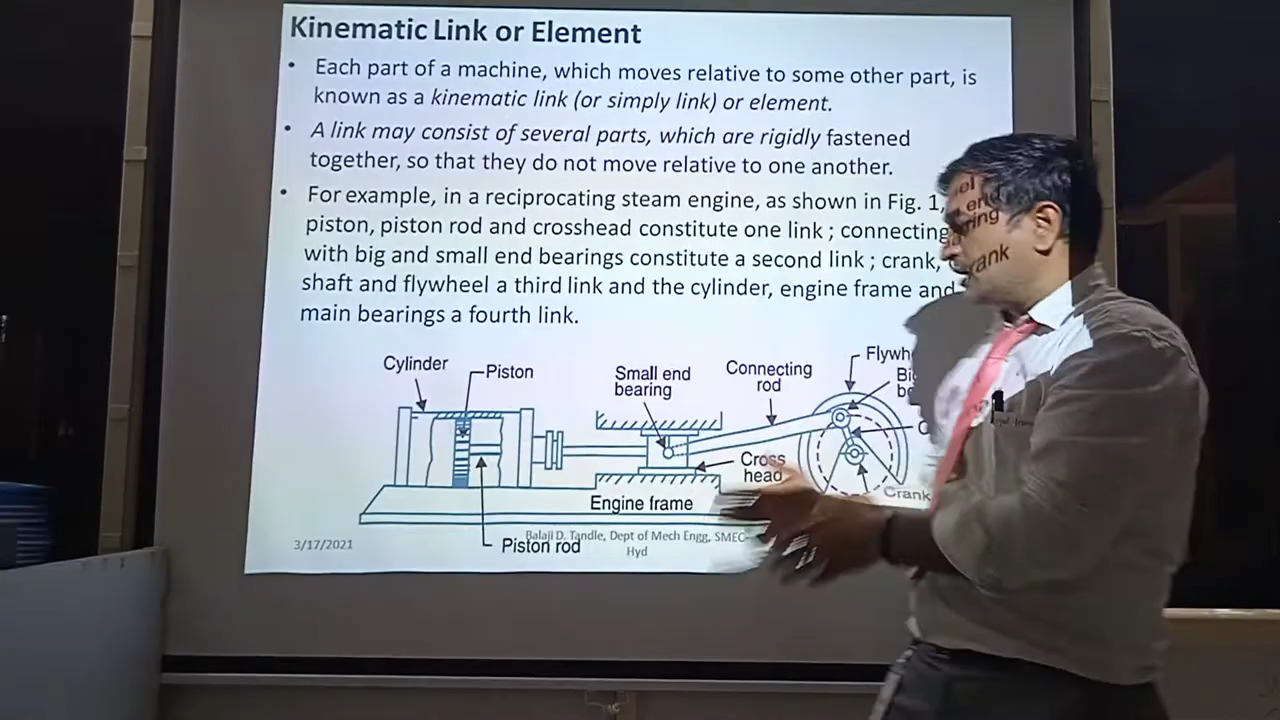 Kinematic Link or Element
• Each part of a machine, which moves relative to some other part, is
known as a kinematic link (or simply link) or element.
• A link may consist of several parts, which are rigidly fastened
together, so that they do not move relative to one another.
• For example, in a reciprocating steam engine, as shown in Fig. 1,
piston, piston rod and crosshead constitute one link ; connecting
with big and small end bearings constitute a second link ; crank,
shaft and flywheel a third link and the cylinder, engine frame and
main bearings a fourth link.
Cylinder
Piston
Small end
bearing
Connecting
rod
Cross
head
Engine frame
Piston rod
Crank
end
crank
3/17/2021
Balaji D. Tandle, Dept of Mech Engg, SMEC-
Hyd